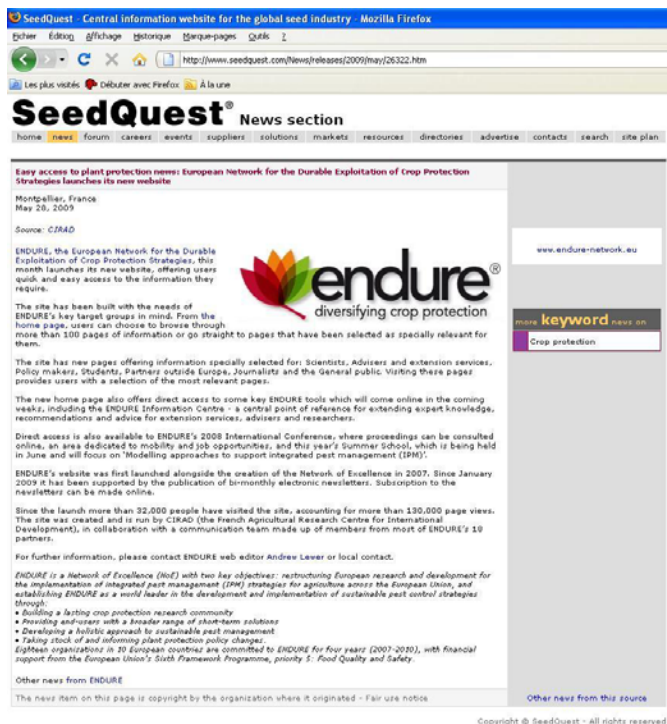 SeedQuest - Central information website for the global seed industry - Mozilla Firefox
Fichier Édition Affichage Historique Marque-pages Outils ?
http://www.seedquest.com/News/releases/2009/may/26322.htm
Les plus visités Débuter avec Firefox À la une
SeedQuest® News section
home news forum careers events suppliers solutions markets resources directories advertise contacts search site plan
Easy access to plant protection news: European Network for the Durable Exploitation of Crop Protection
Strategies launches its new website
Montpellier, France
May 28, 2009
Source: CIRAD
ENDURE, the European Network for the Durable
Exploitation of Crop Protection Strategies, this
month launches its new website, offering users
quick and easy access to the information they
require.
endure®
diversifying crop protection
The site has been built with the needs of
ENDURE's key target groups in mind. From the
home page, users can choose to browse through
more than 100 pages of information or go straight to pages that have been selected as specially relevant for
them.
The site has new pages offering information specially selected for: Scientists, Advisers and extension services,
Policy makers, Students, Partners outside Europe, Journalists and the General public. Visiting these pages
provides users with a selection of the most relevant pages.
The new home page also offers direct access to some key ENDURE tools which will come online in the coming
weeks, including the ENDURE Information Centre - a central point of reference for extending expert knowledge,
recommendations and advice for extension services, advisers and researchers.
Direct access is also available to ENDURE's 2008 International Conference, where proceedings can be consulted
online, an area dedicated to mobility and job opportunities, and this year's Summer School, which is being held
in June and will focus on 'Modelling approaches to support integrated pest management (IPM)'.
ENDURE's website was first launched alongside the creation of the Network of Excellence in 2007. Since January
2009 it has been supported by the publication of bi-monthly electronic newsletters. Subscription to the
newsletters can be made online.
Since the launch more than 32,000 people have visited the site, accounting for more than 130,000 page views.
The site was created and is run by CIRAD (the French Agricultural Research Centre for International
Development), in collaboration with a communication team made up of members from most of ENDURE's 18
partners.
For further information, please contact ENDURE web editor Andrew Lewer or local contact.
ENDURE is a Network of Excellence (NoE) with two key objectives: restructuring European research and development for
the implementation of integrated pest management (IPM) strategies for agriculture across the European Union, and
establishing ENDURE as a world leader in the development and implementation of sustainable pest control strategies
through:
• Building a lasting crop protection research community
• Providing end-users with a broader range of short-term solutions
• Developing a holistic approach to sustainable pest management
• Taking stock of and informing plant protection policy changes.
Eighteen organisations in 10 European countries are committed to ENDURE for four years (2007-2010), with financial
support from the European Union's Sixth Framework Programme, priority 5: Food Quality and Safety.
Other news from ENDURE
The news item on this page is copyright by the organization where it originated - Fair use notice
www.endure-network.eu
more keyword news on
Crop protection
Other news from this source
Copyright @ SeedQuest - All rights reserved